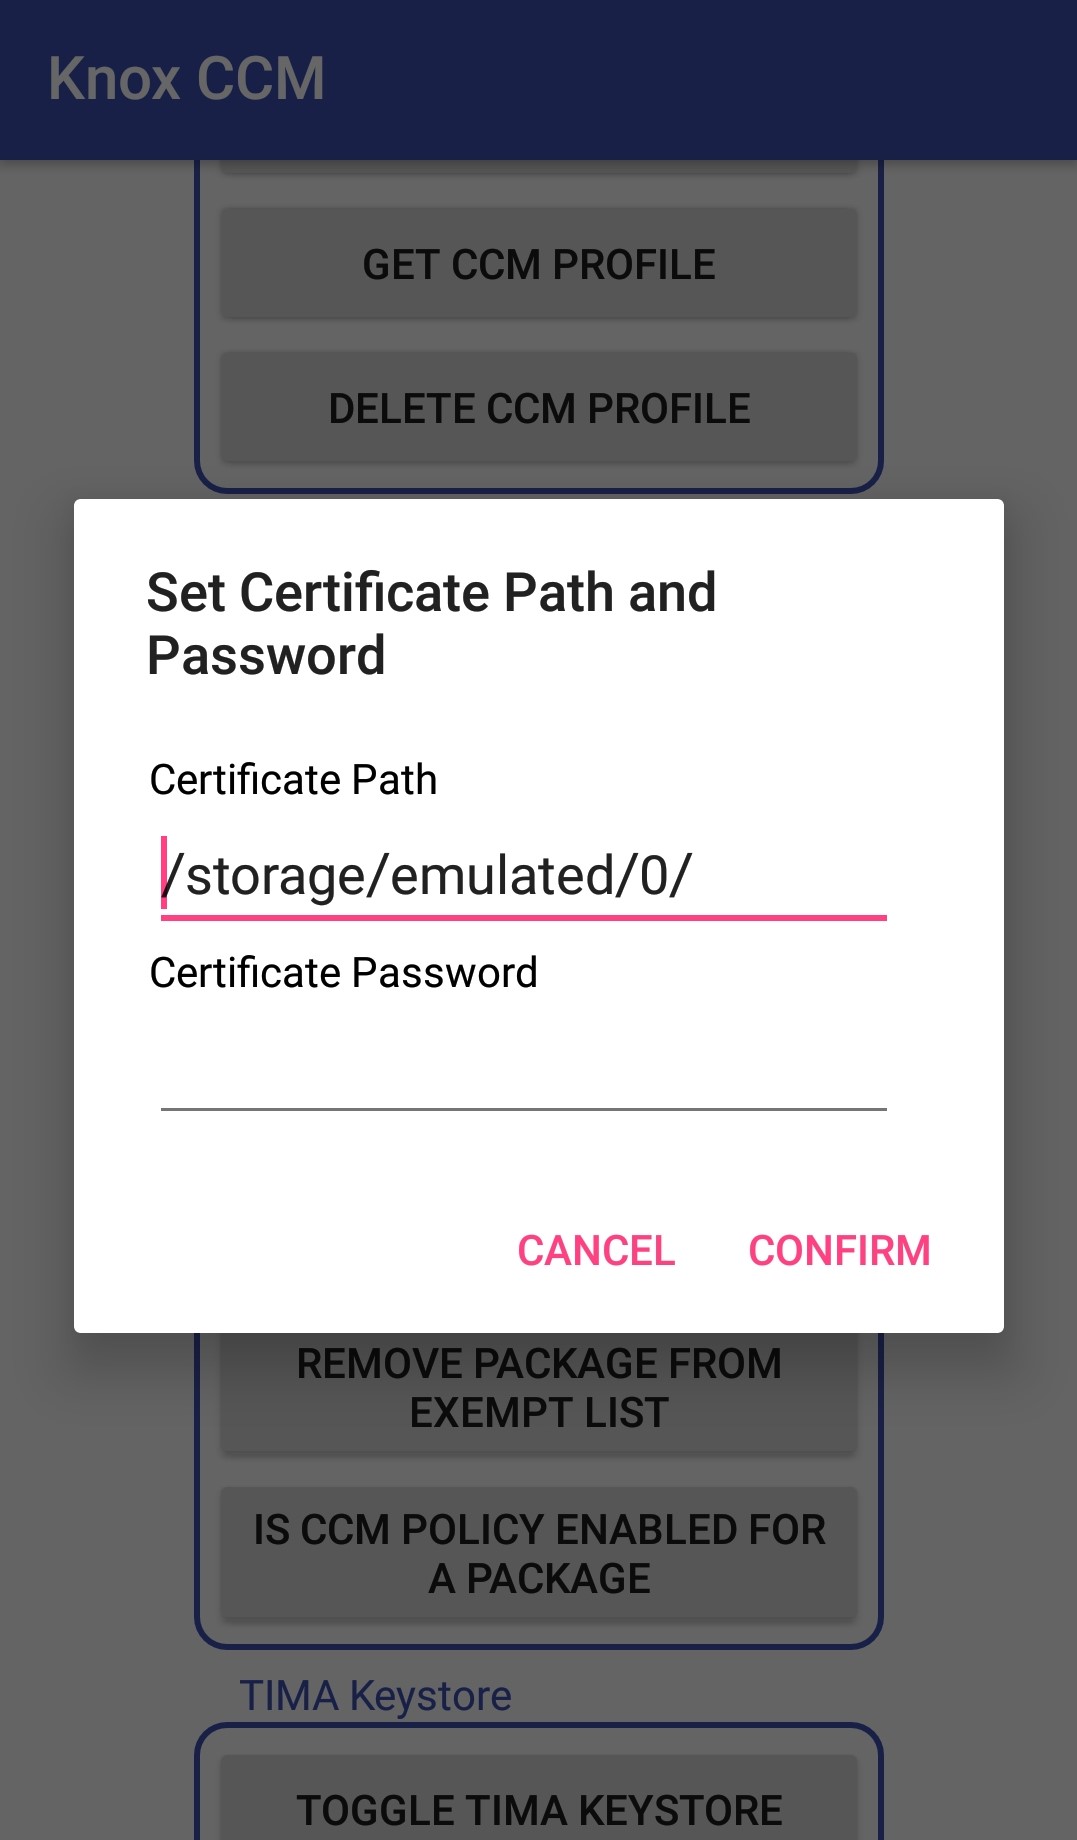 Knox CCM
GET CCM PROFILE
DELETE CCM PROFILE
Set Certificate Path and
Password
Certificate Path
/storage/emulated/0/
Certificate Password
CANCEL CONFIRM
REMOVE PACKAGE FROM
EXEMPT LIST
IS CCM POLICY ENABLED FOR
A PACKAGE
TIMA Keystore
TOGGLE TIMA KEYSTORE